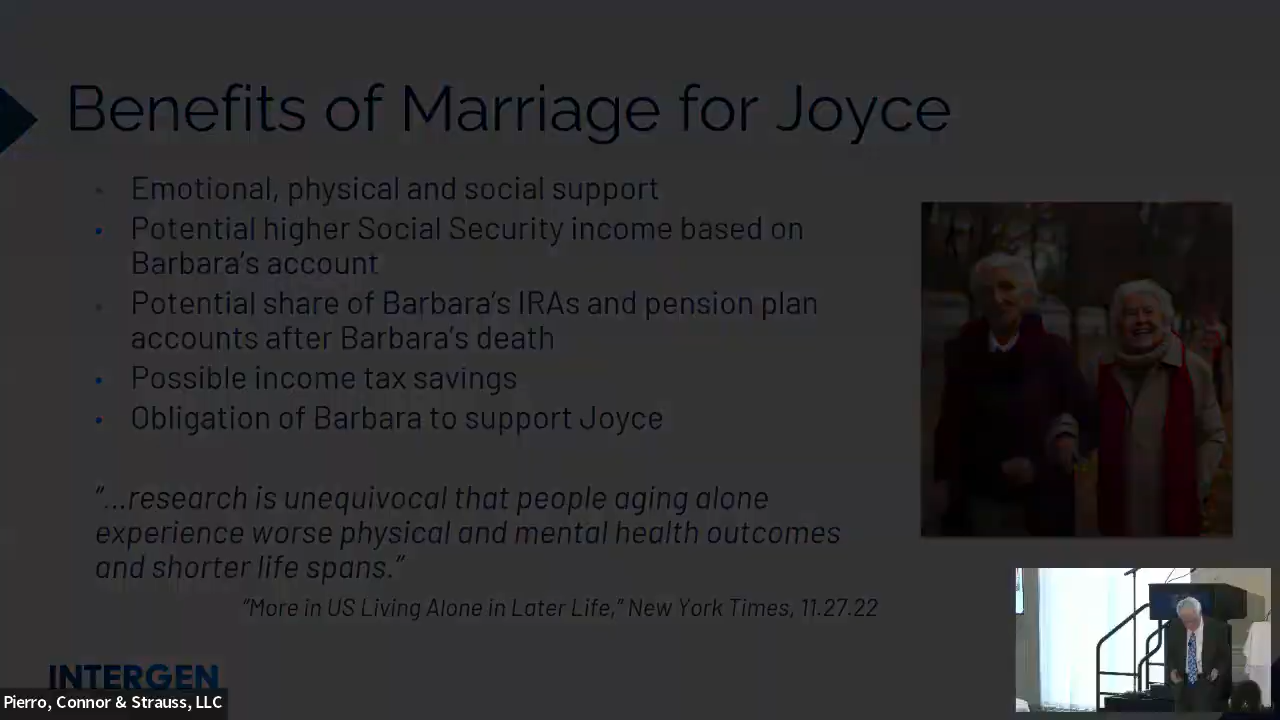 Benefits of Marriage for Joyce
• Emotional, physical and social support
• Potential higher Social Security income based on
Barbara's account
• Potential share of Barbara's IRAs and pension plan
accounts after Barbara's death
• Possible income tax savings
• Obligation of Barbara to support Joyce
"...research is unequivocal that people aging alone
experience worse physical and mental health outcomes
and shorter life spans."
"More in US Living Alone in Later Life," New York Times, 11.27.22
INTERGEN
Pierro, Connor & Strauss, LLC